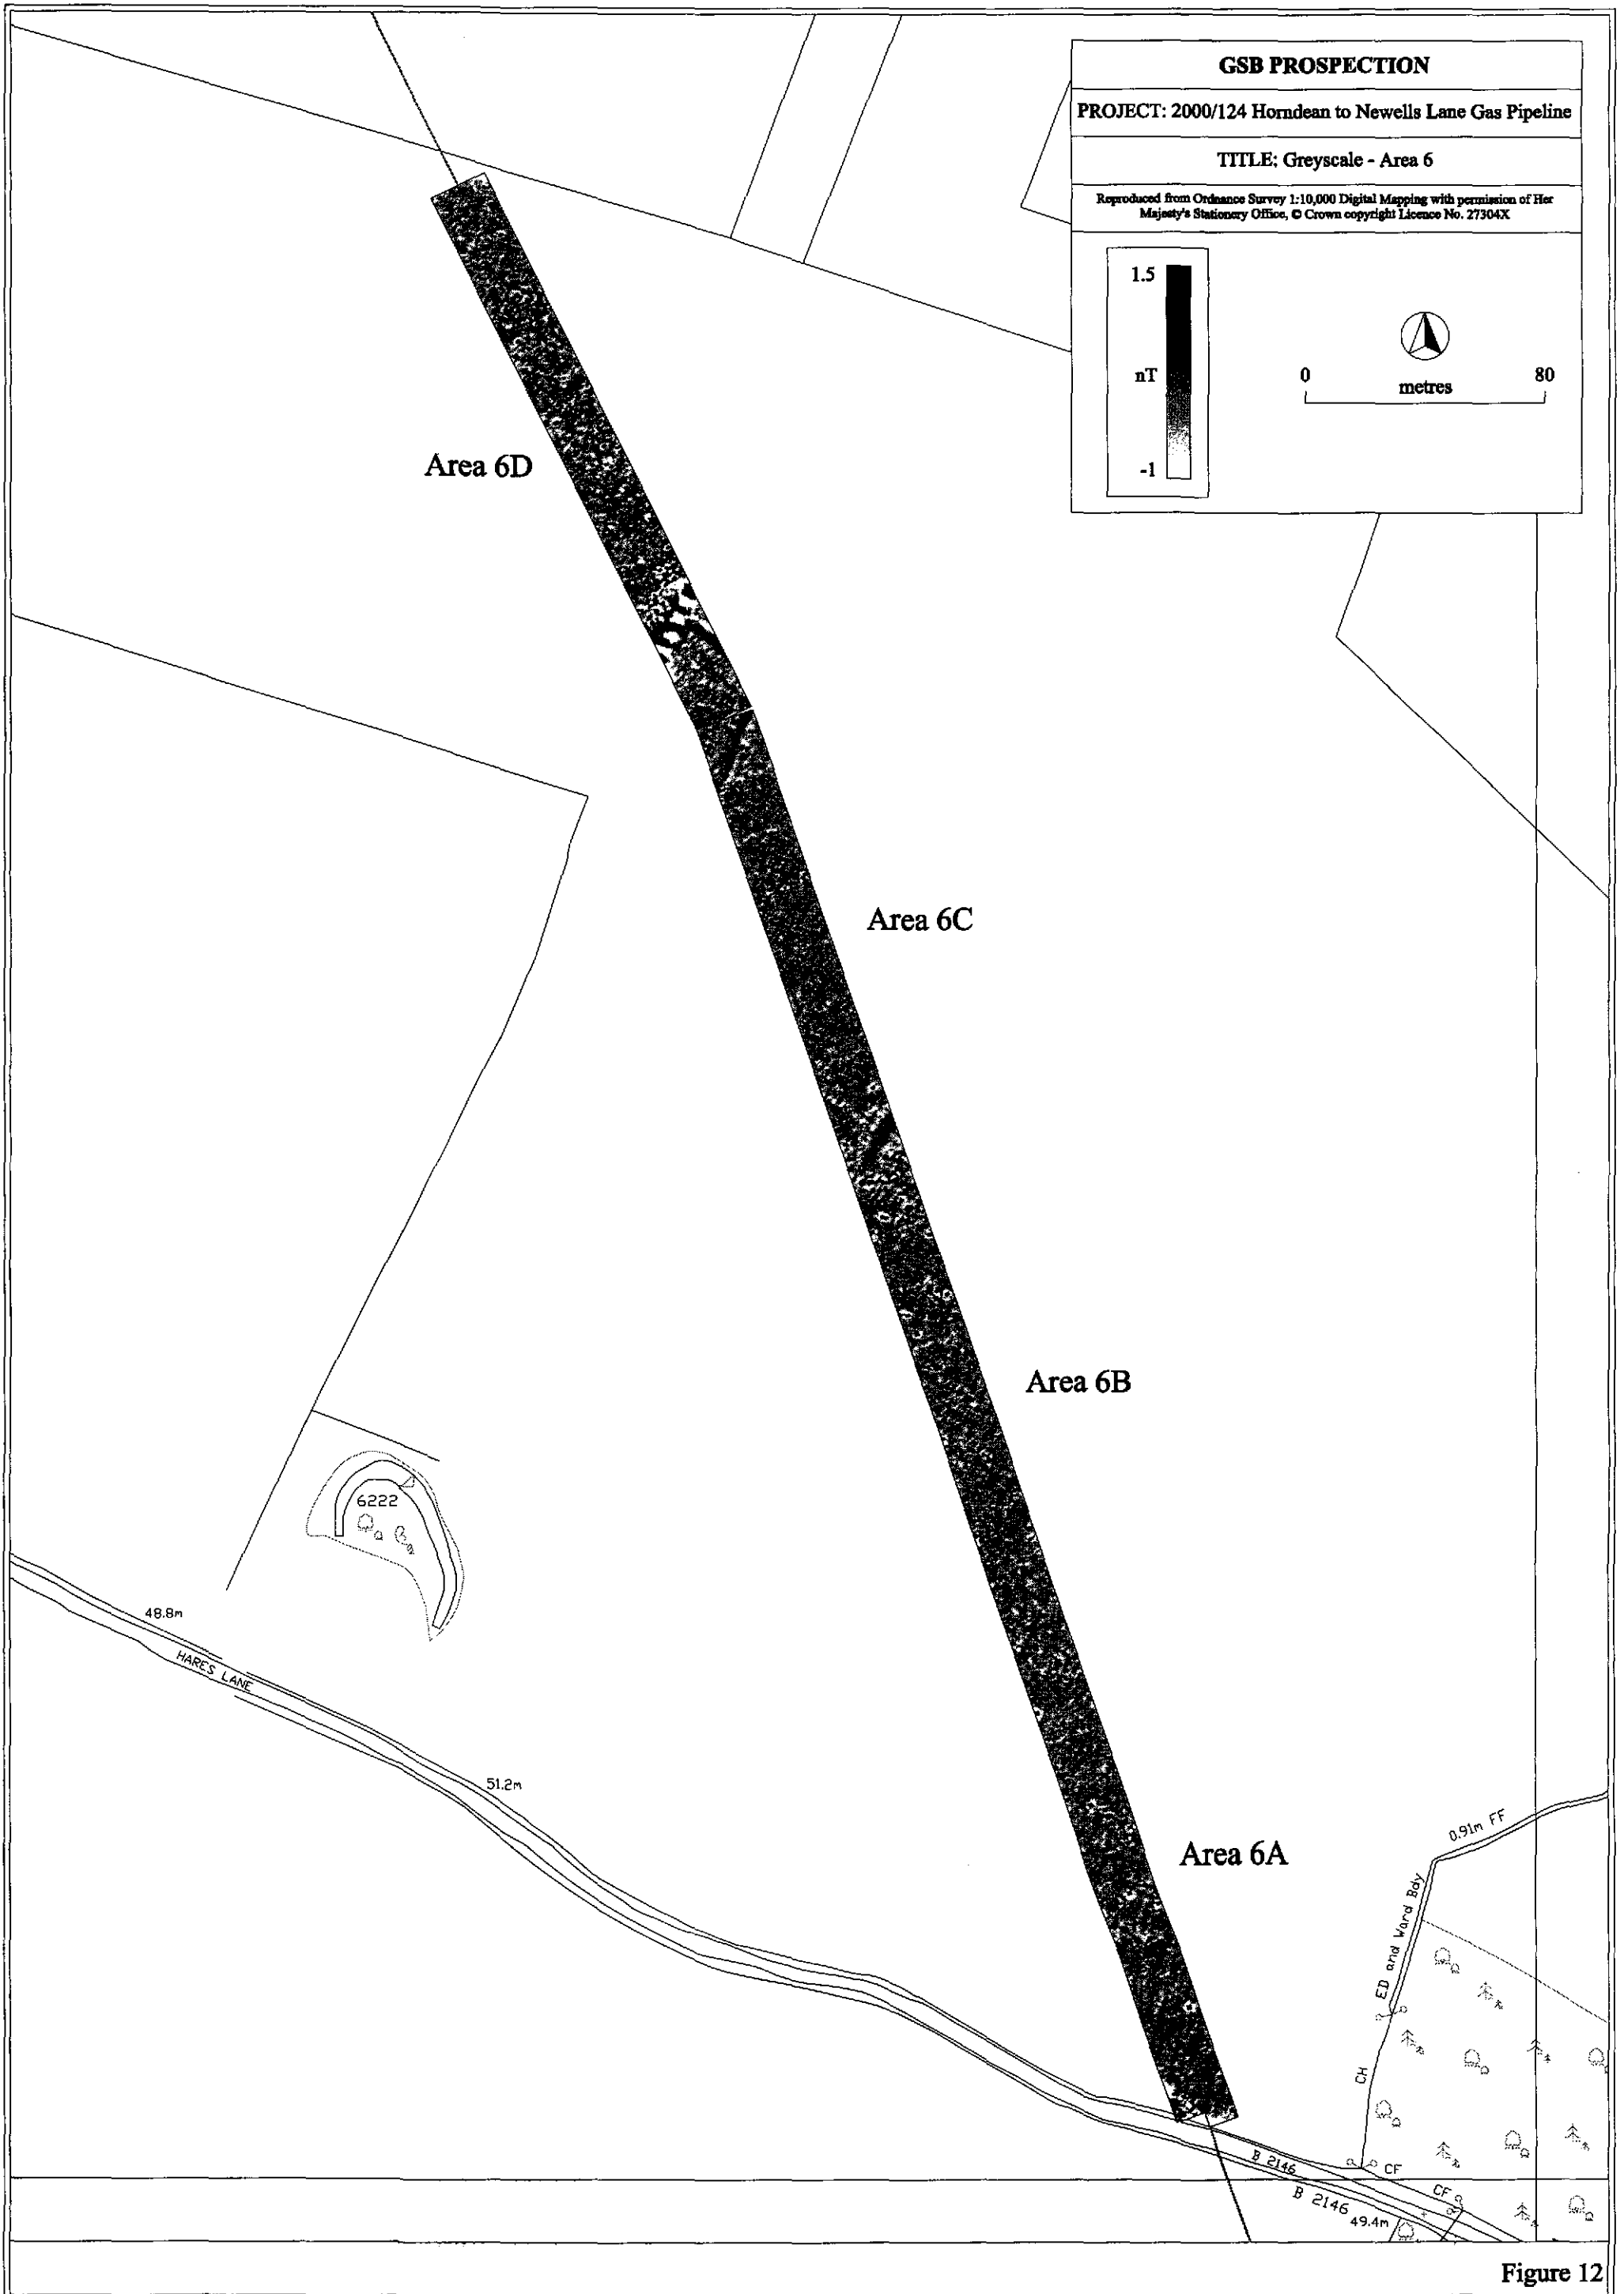 GSB PROSPECTION
PROJECT: 2000/124 Horndean to Newells Lane Gas Pipeline
TITLE: Greyscale - Area 6
Reproduced from Ordnance Survey 1:10,000 Digital Mapping with permission of Her
Majesty's Stationery Office, © Crown copyright Licence No. 27304X
1.5
nT
-1
0
metres
80
Area 6D
Area 6C
Area 6B
6222
48.8m
HARES LANE
51.2m
Area 6A
0.91m FF
ED and Ward Bdy
CH
B 2146
CF
B 2146
CF
49.4m
Figure 12